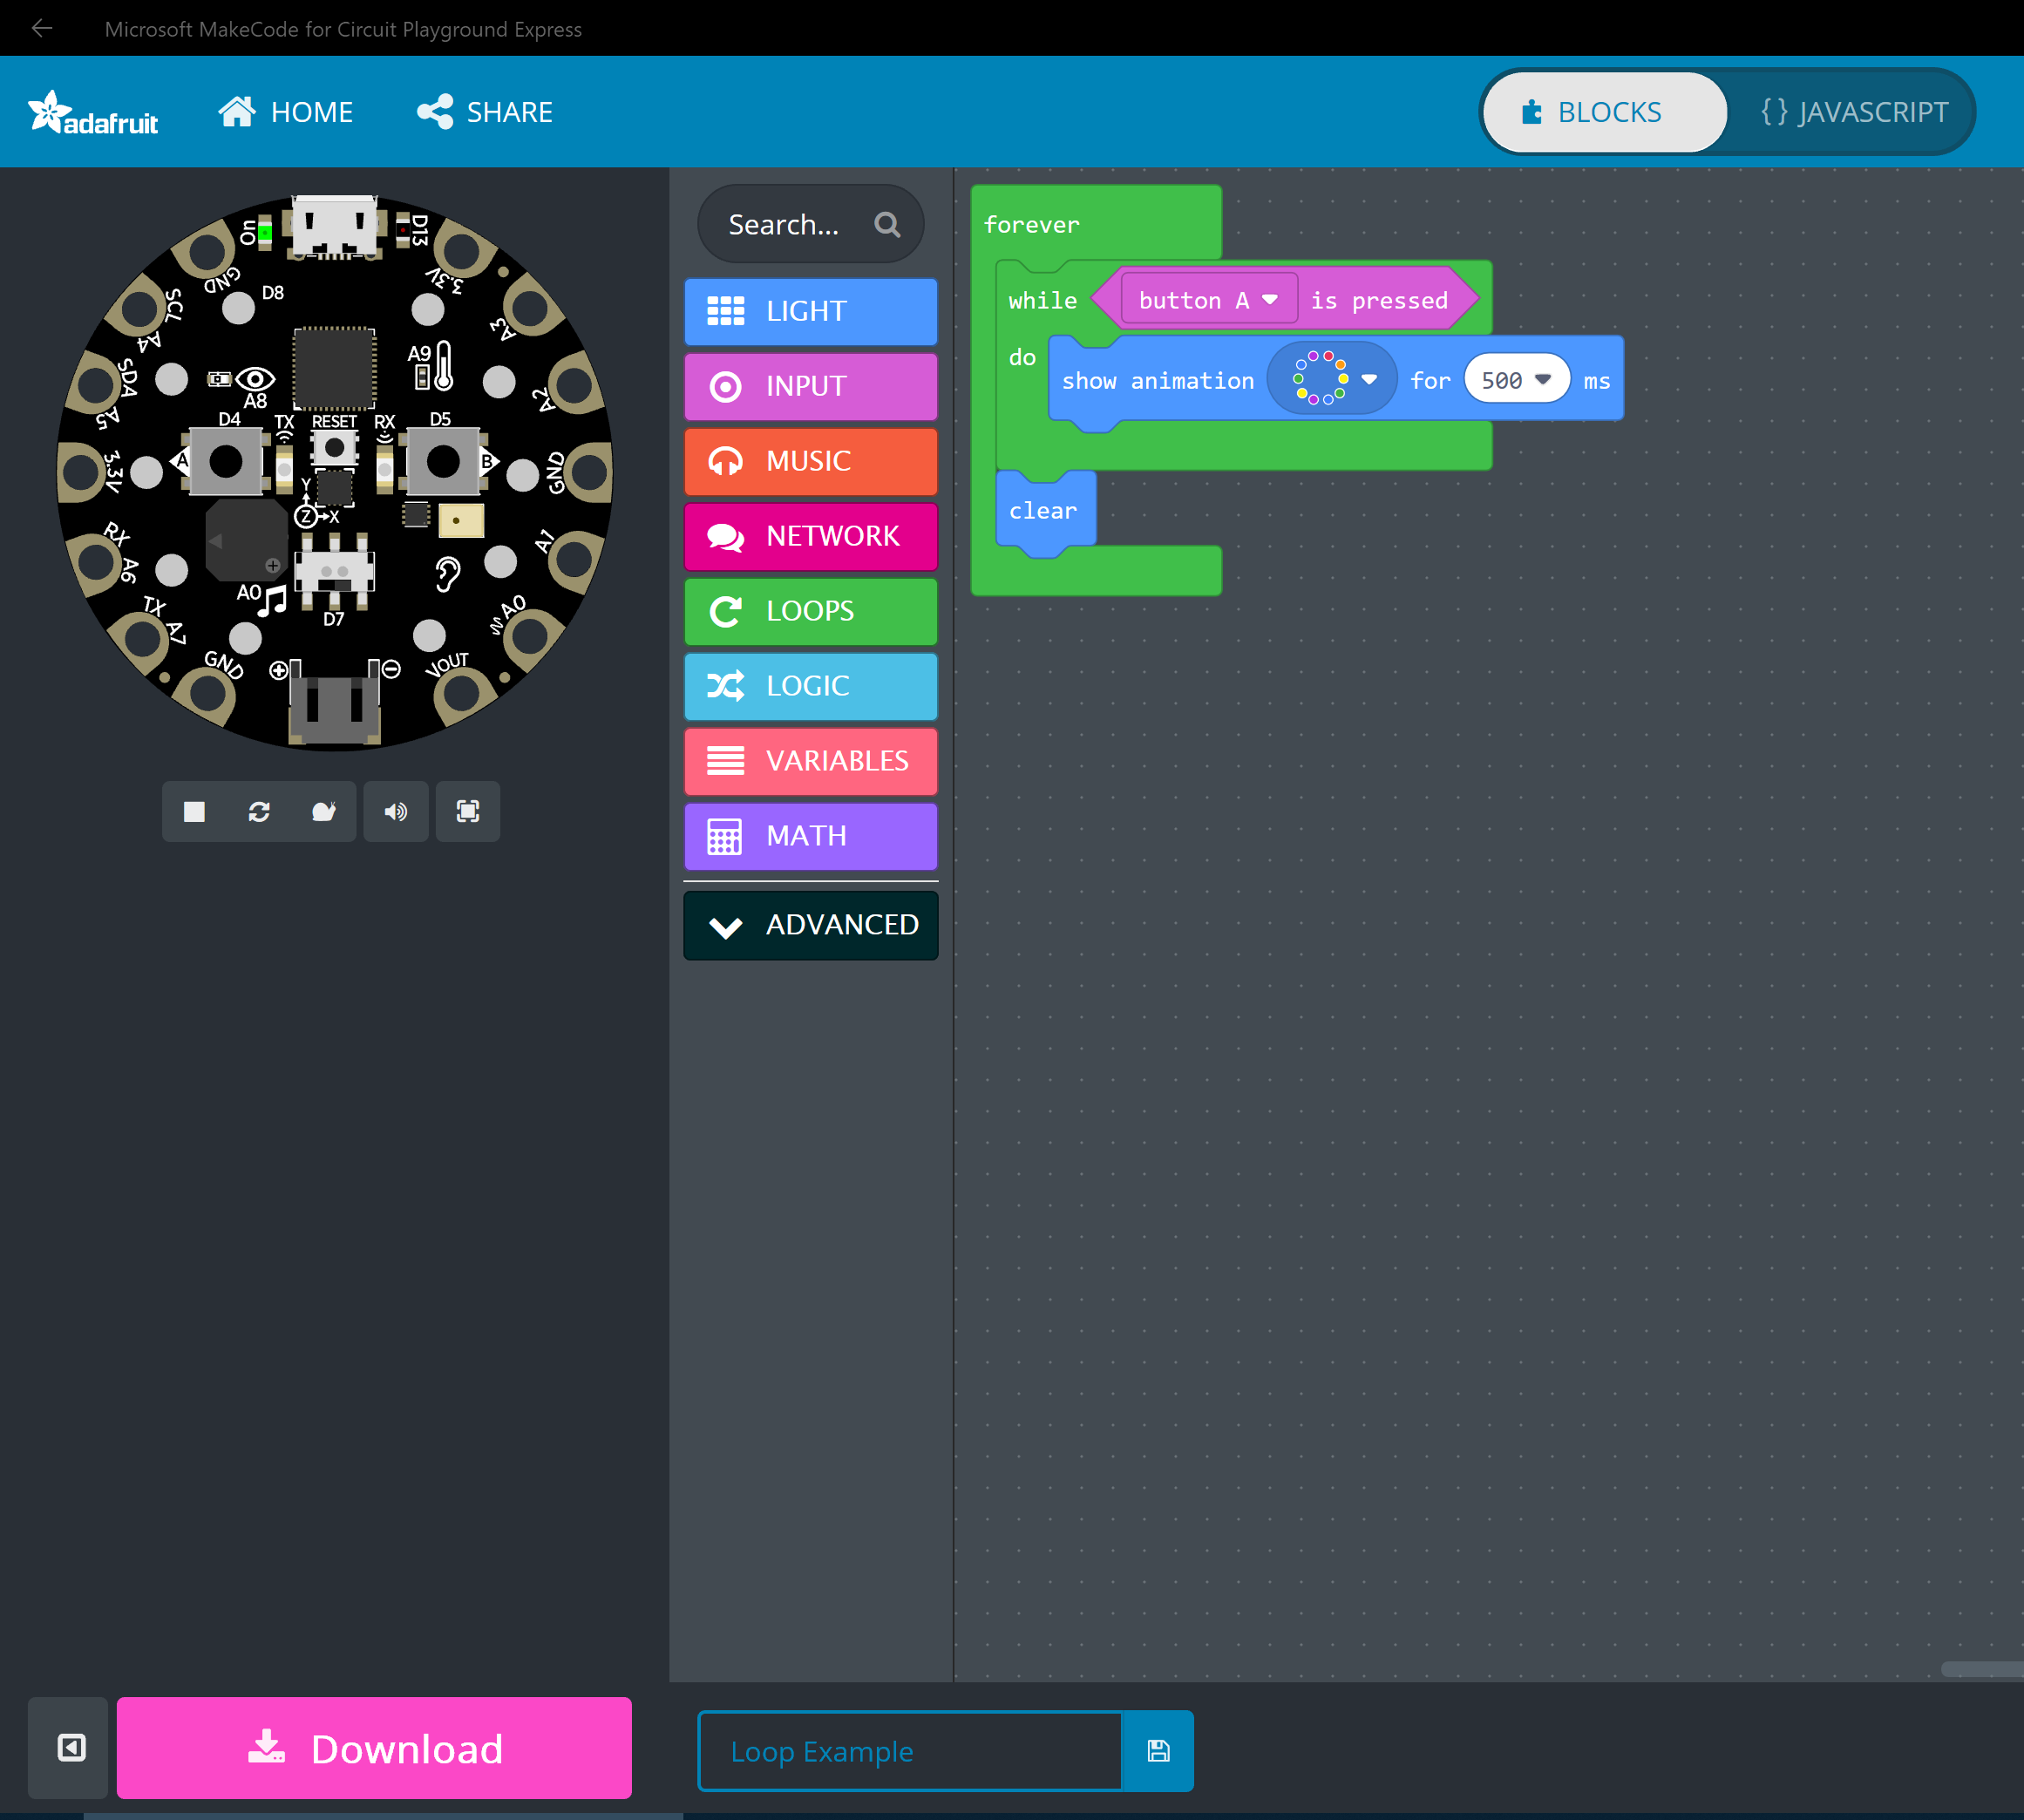 Microsoft MakeCode for Circuit Playground Express
adafruit
HOME
SHARE
BLOCKS
{ } JAVASCRIPT
On
D13
GND
3.3V
D8
SCL
A4
A3
SDA
A5
A9
A8
A2
D4
TX
RESET
RX
D5
A
B
3.3V
GND
Y
Z
X
RX
A6
A1
A0
TX
A7
D7
A0
GND
VOUT
Search...
LIGHT
INPUT
MUSIC
NETWORK
LOOPS
LOGIC
VARIABLES
MATH
ADVANCED
forever
while button A is pressed
do show animation for 500 ms
clear
Download
Loop Example